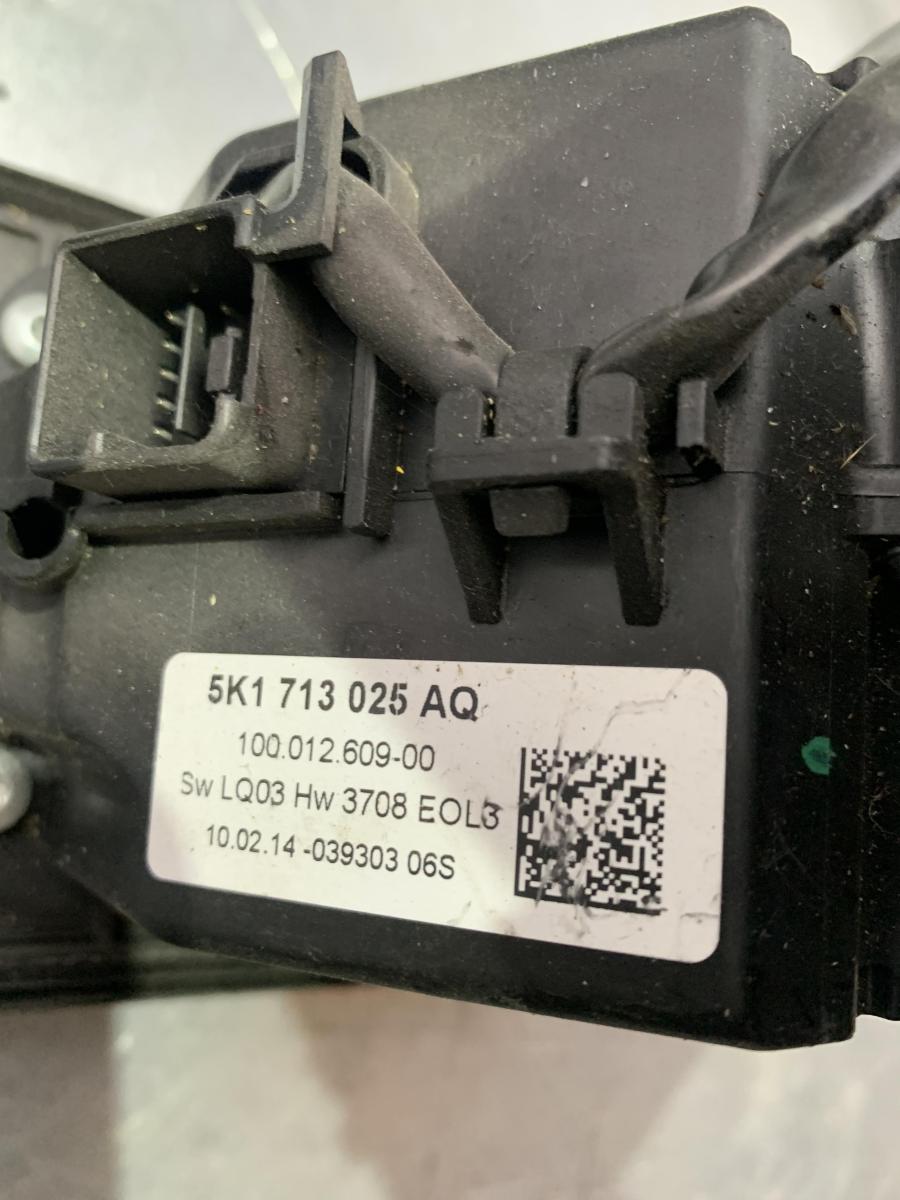 5K1 713 025 AQ
100.012.609-00
Sw LQ03 Hw 3708 EOL3
10.02.14 -039303 06S